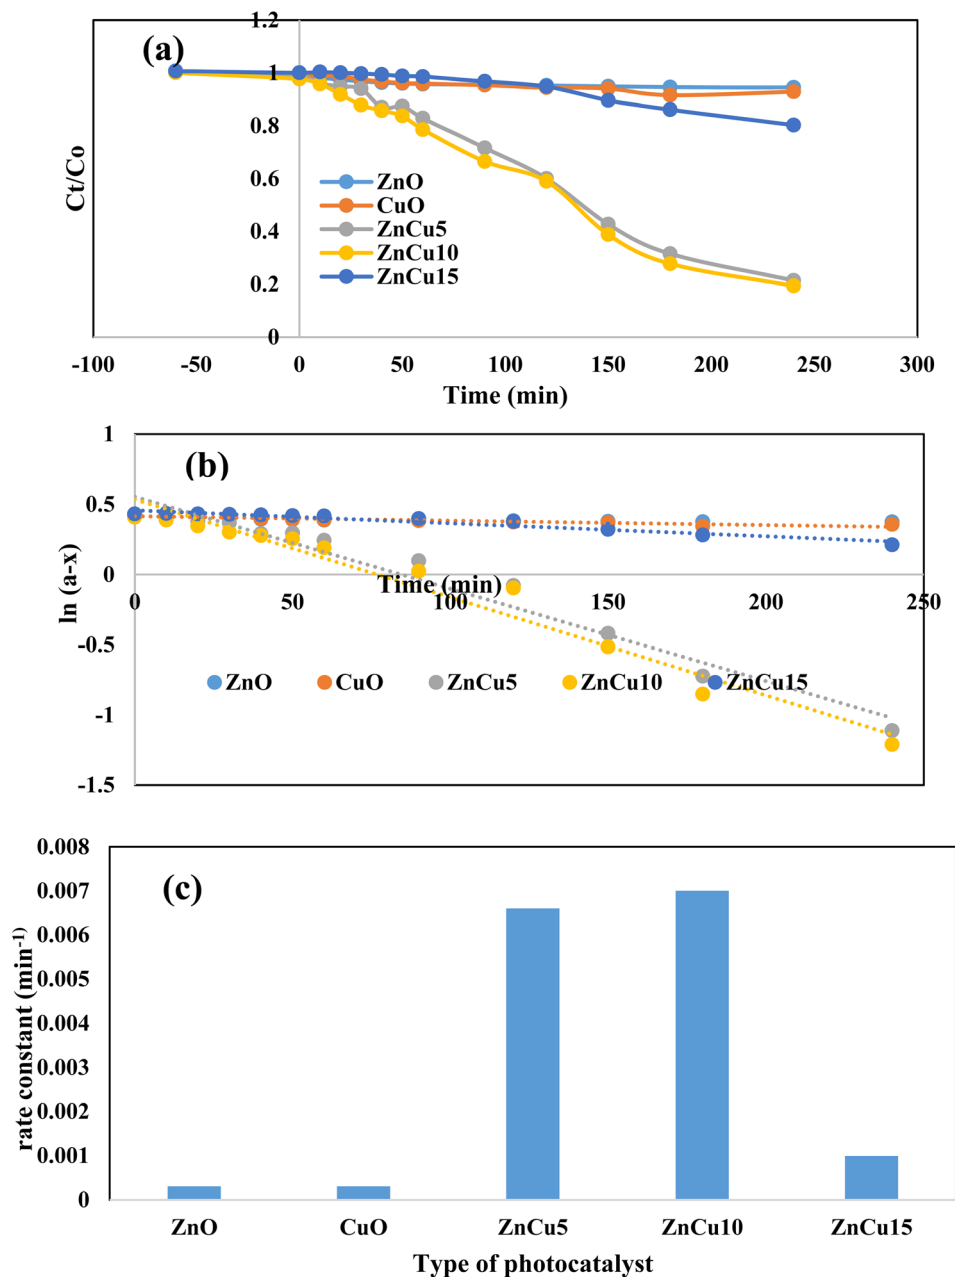 (a)
1.2
1
0.8
0.6
0.4
0.2
0
Ct/Co
ZnO
CuO
ZnCu5
ZnCu10
ZnCu15
-100 -50 0 50 100 150 200 250 300
Time (min)
(b)
1
0.5
0
-0.5
-1
-1.5
ln (a-x)
Time (min)
0 50 100 150 200 250
ZnO CuO ZnCu5 ZnCu10 ZnCu15
(c)
0.008
0.007
0.006
0.005
0.004
0.003
0.002
0.001
0
rate constant (min⁻¹)
ZnO CuO ZnCu5 ZnCu10 ZnCu15
Type of photocatalyst